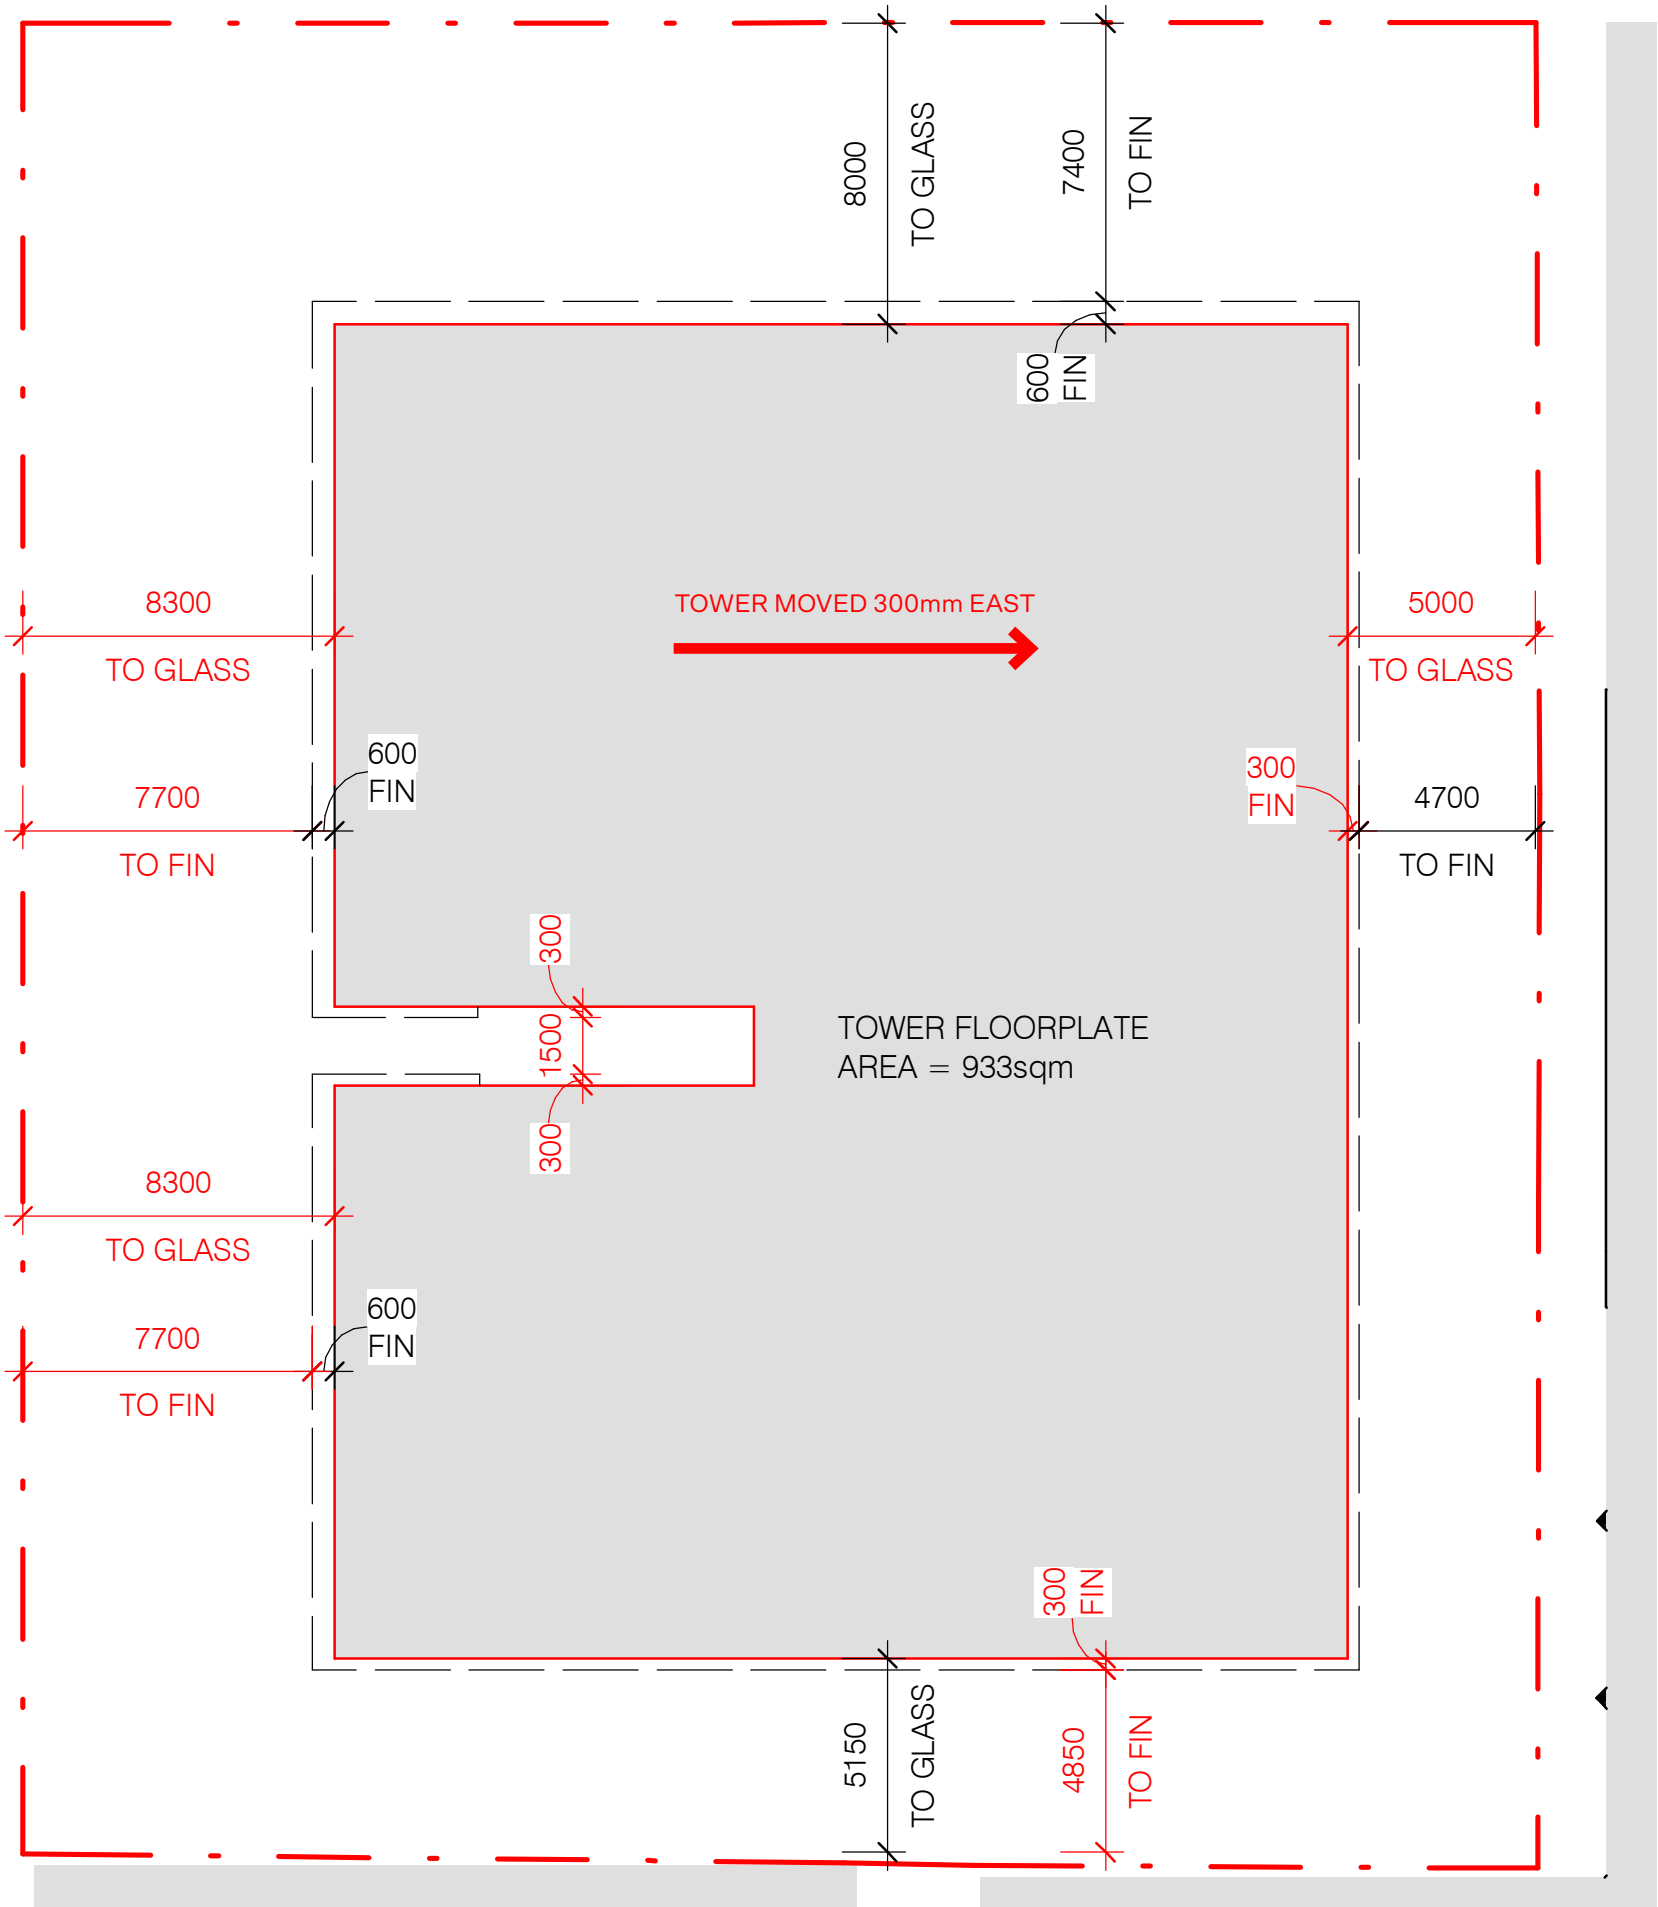 8000
TO GLASS
7400
TO FIN
600
FIN
8300
TO GLASS
TOWER MOVED 300mm EAST
5000
TO GLASS
600
FIN
7700
TO FIN
300
FIN
4700
TO FIN
300
1500
300
TOWER FLOORPLATE
AREA = 933sqm
8300
TO GLASS
600
FIN
7700
TO FIN
300
FIN
5150
TO GLASS
4850
TO FIN